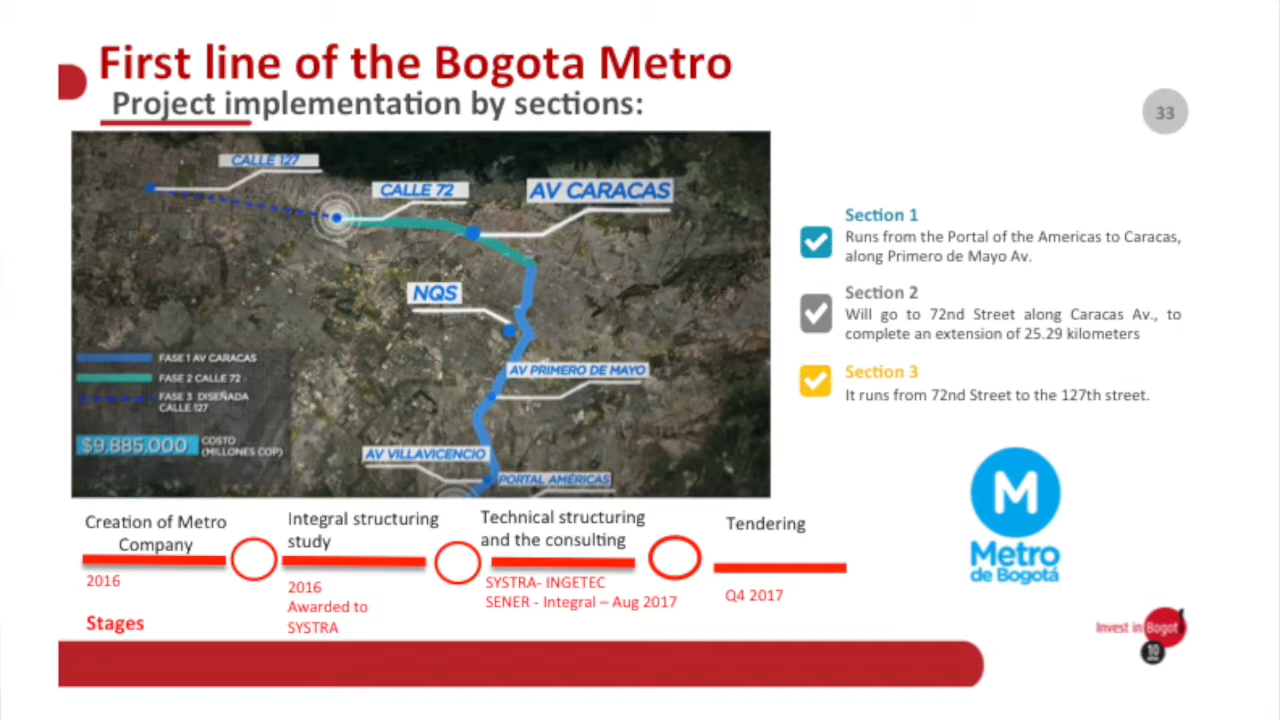 First line of the Bogota Metro
Project implementation by sections:
33
CALLE 127
CALLE 72
AV CARACAS
NQS
AV PRIMERO DE MAYO
AV VILLAVICENCIO
PORTAL AMÉRICAS
FASE 1 AV CARACAS
FASE 2 CALLE 72
FASE 3 DISEÑADA
CALLE 127
$9.885.000 COSTO
(MILLONES COP)
Section 1
Runs from the Portal of the Americas to Caracas,
along Primero de Mayo Av.
Section 2
Will go to 72nd Street along Caracas Av., to
complete an extension of 25.29 kilometers
Section 3
It runs from 72nd Street to the 127th street.
M
Metro
de Bogotá
Creation of Metro
Company
2016
Integral structuring
study
2016
Awarded to
SYSTRA
Technical structuring
and the consulting
SYSTRA- INGETEC
SENER - Integral – Aug 2017
Tendering
Q4 2017
Stages
Invest in Bogot
10